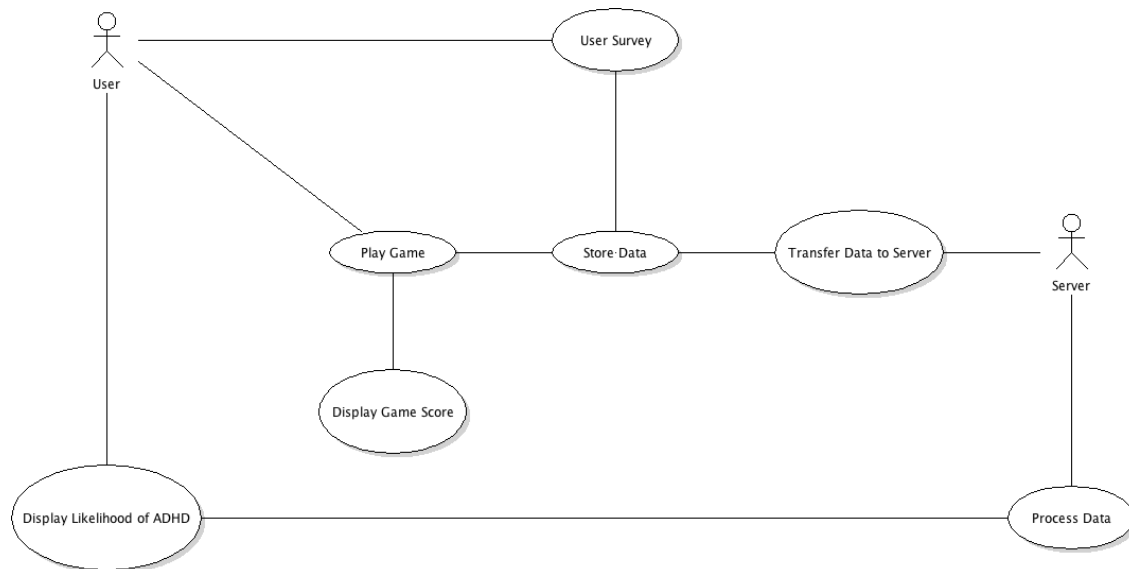 User Survey
User
Play Game
Store Data
Transfer Data to Server
Server
Display Game Score
Display Likelihood of ADHD
Process Data